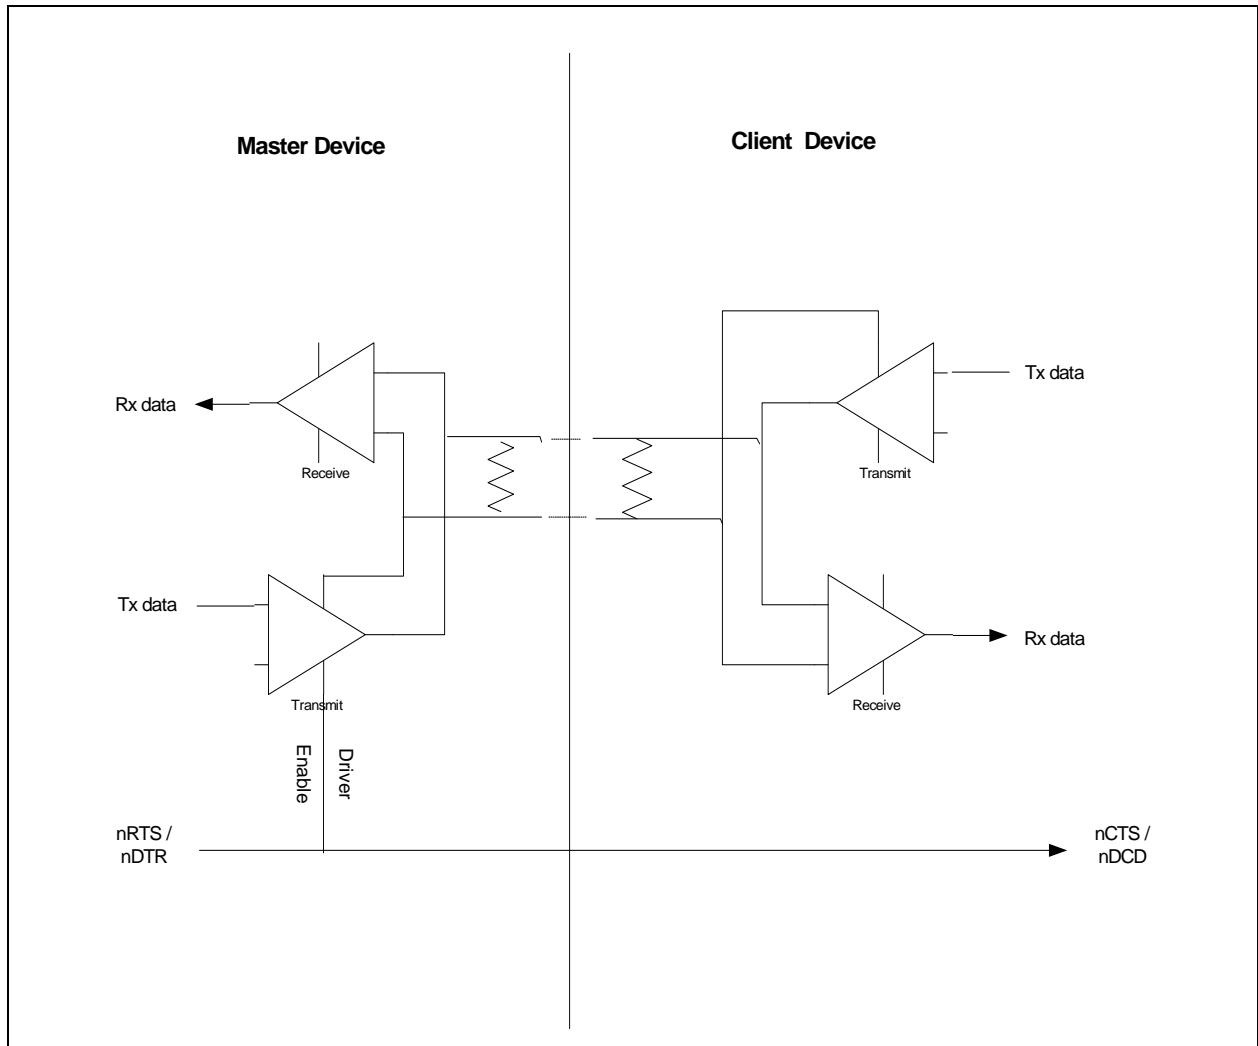 Master Device
Client Device
Rx data
Receive
Tx data
Transmit
Tx data
Transmit
Rx data
Receive
Driver
Enable
nRTS /
nDTR
nCTS /
nDCD